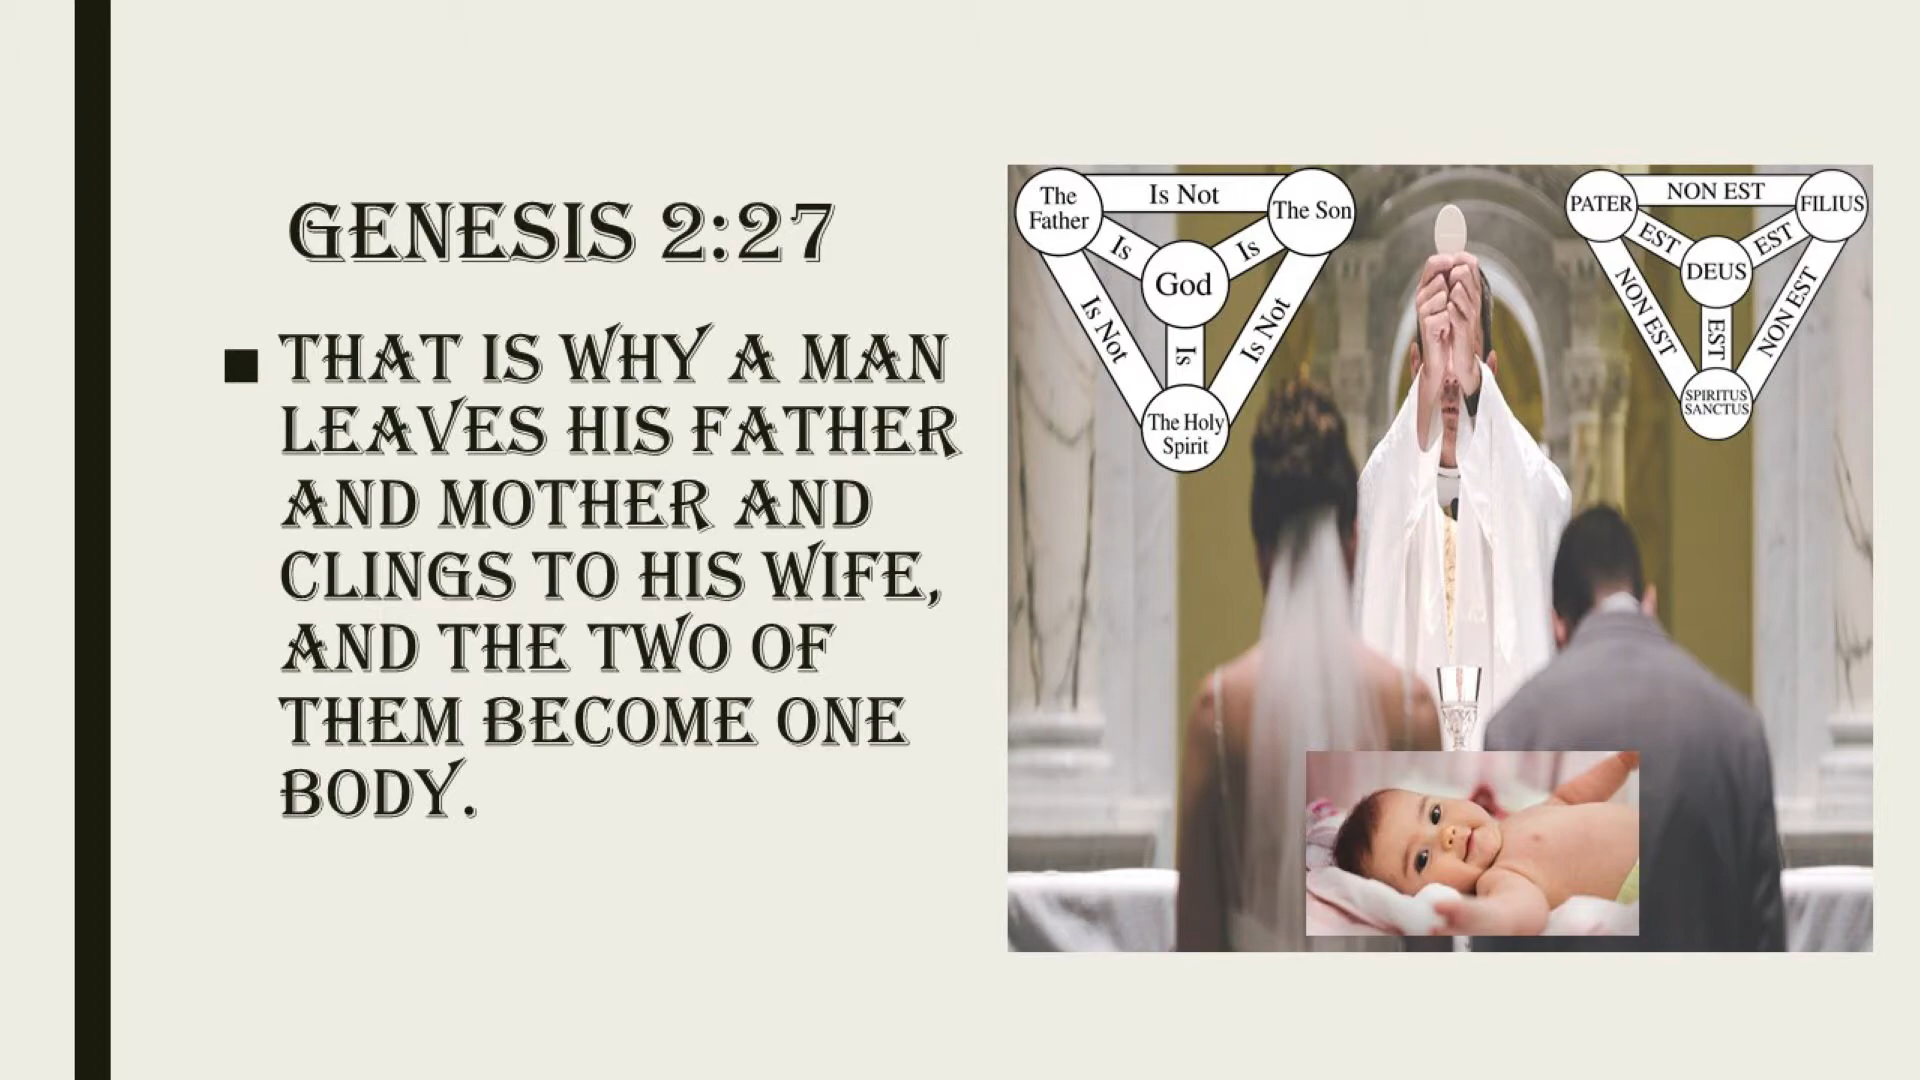 GENESIS 2:27
■ THAT IS WHY A MAN
LEAVES HIS FATHER
AND MOTHER AND
CLINGS TO HIS WIFE,
AND THE TWO OF
THEM BECOME ONE
BODY.
The Father
Is Not
The Son
Is
Is
God
Is Not
Is
Is Not
The Holy
Spirit
PATER
NON EST
FILIUS
EST
EST
DEUS
NON EST
EST
NON EST
SPIRITUS
SANCTUS